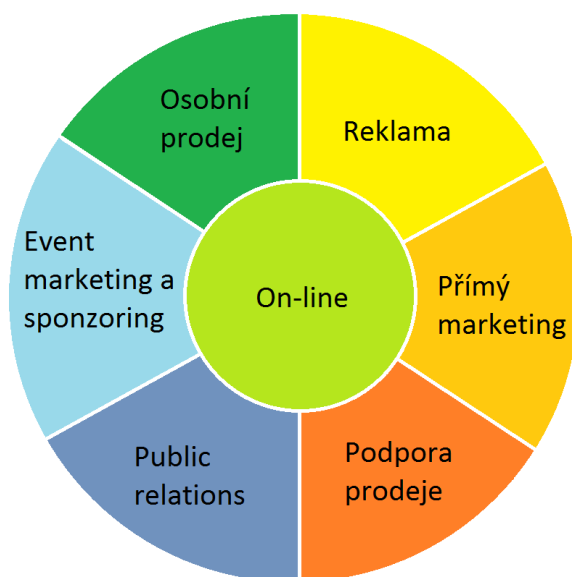 Osobní
prodej
Reklama
Event
marketing a
sponzoring
On-line
Přímý
marketing
Public
relations
Podpora
prodeje